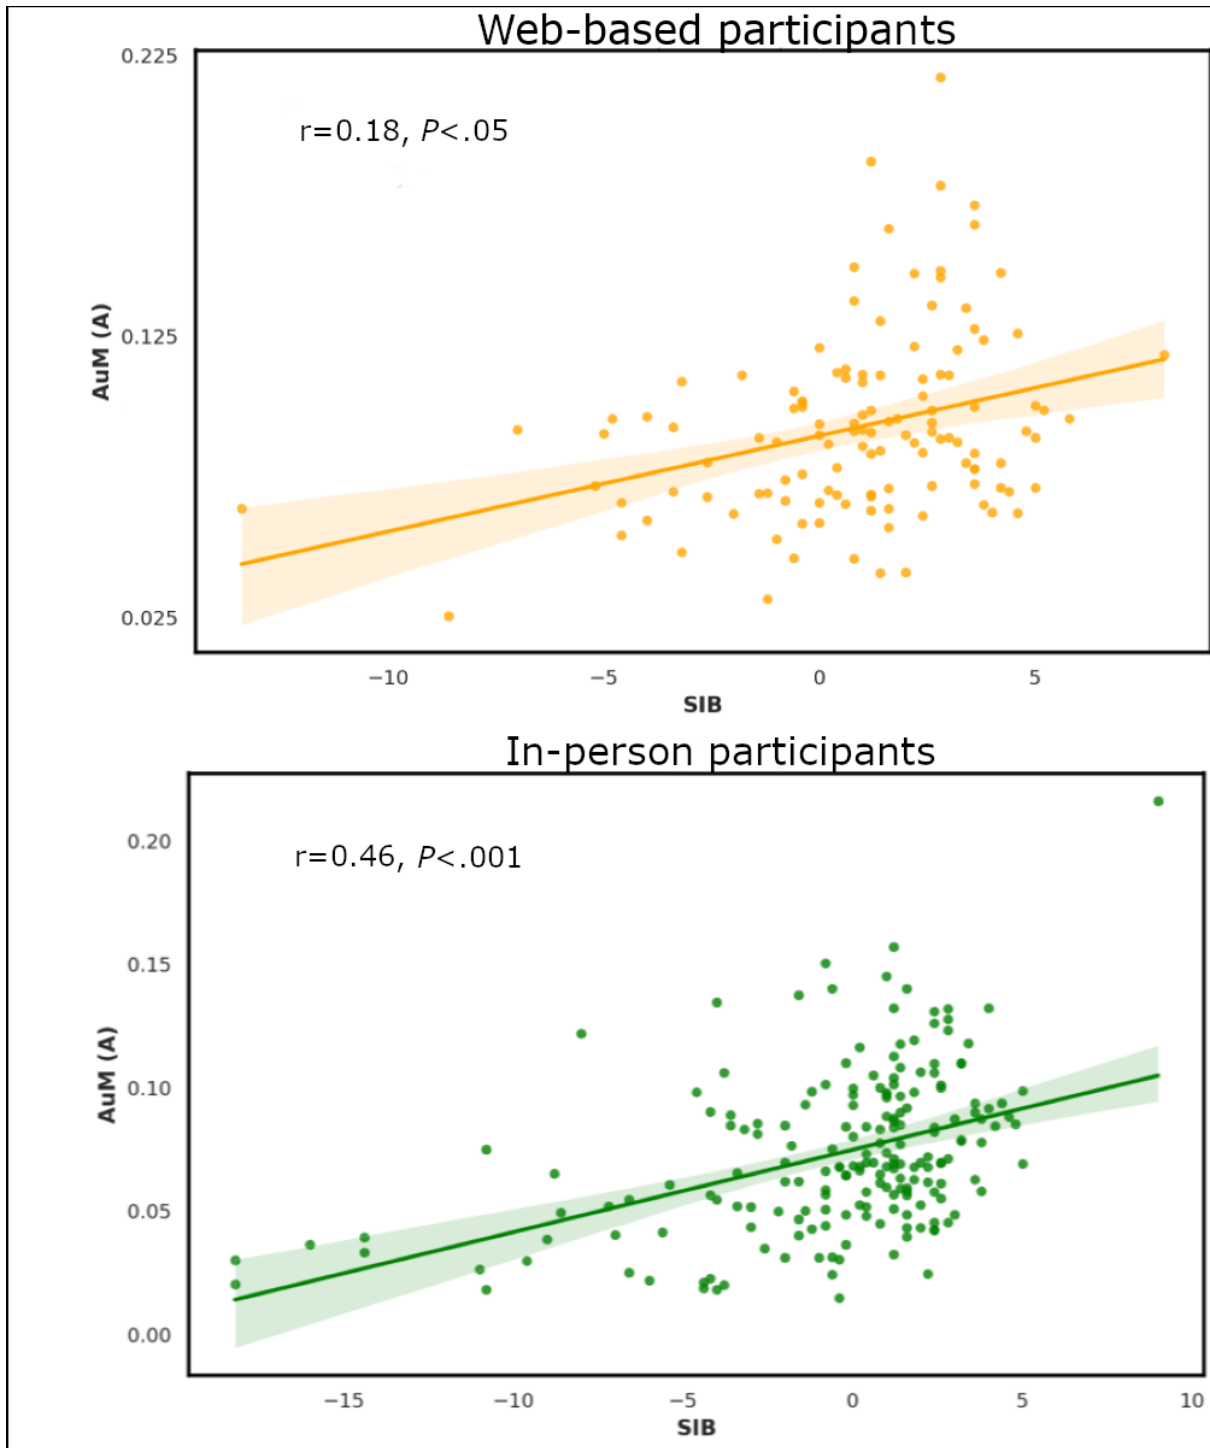 Web-based participants
0.225
r=0.18, P<.05
0.125
AuM (A)
0.025
−10 −5 0 5
SIB
In-person participants
0.20
r=0.46, P<.001
0.15
0.10
AuM (A)
0.05
0.00
−15 −10 −5 0 5 10
SIB